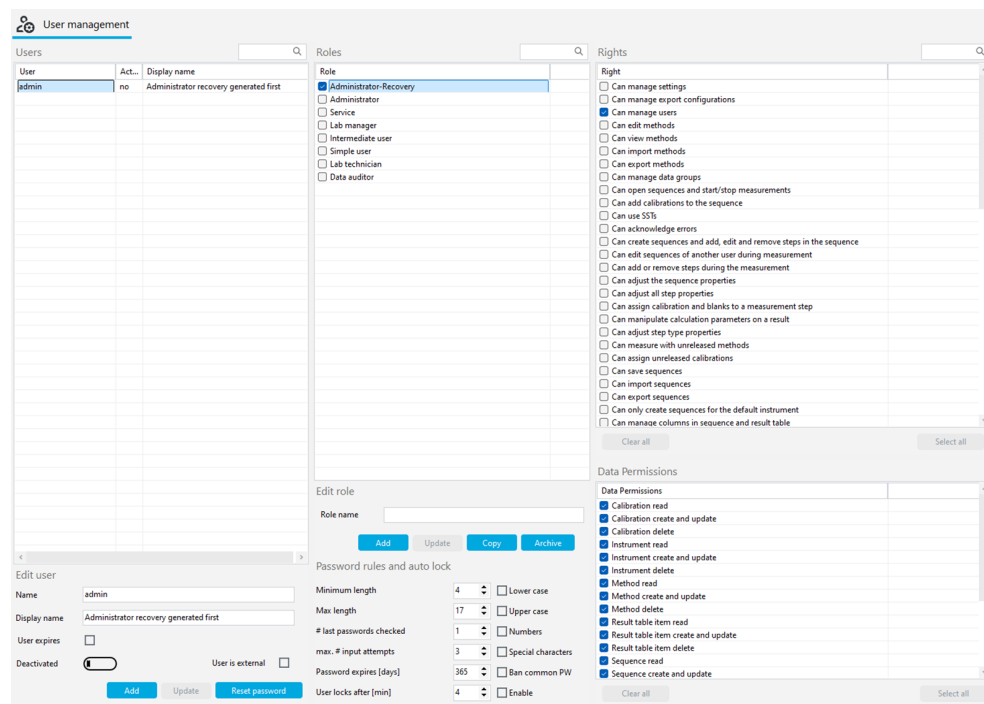 User management
Users
User Act... Display name
admin no Administrator recovery generated first
Edit user
Name admin
Display name Administrator recovery generated first
User expires
Deactivated User is external
Add Update Reset password
Roles
Role
Administrator-Recovery
Administrator
Service
Lab manager
Intermediate user
Simple user
Lab technician
Data auditor
Edit role
Role name
Add Update Copy Archive
Password rules and auto lock
Minimum length 4 Lower case
Max length 17 Upper case
# last passwords checked 1 Numbers
max. # input attempts 3 Special characters
Password expires [days] 365 Ban common PW
User locks after [min] 4 Enable
Rights
Right
Can manage settings
Can manage export configurations
Can manage users
Can edit methods
Can view methods
Can import methods
Can export methods
Can manage data groups
Can open sequences and start/stop measurements
Can add calibrations to the sequence
Can use SSTs
Can acknowledge errors
Can create sequences and add, edit and remove steps in the sequence
Can edit sequences of another user during measurement
Can add or remove steps during the measurement
Can adjust the sequence properties
Can adjust all step properties
Can assign calibration and blanks to a measurement step
Can manipulate calculation parameters on a result
Can adjust step type properties
Can measure with unreleased methods
Can assign unreleased calibrations
Can save sequences
Can import sequences
Can export sequences
Can only create sequences for the default instrument
Can manage columns in sequence and result table
Clear all Select all
Data Permissions
Data Permissions
Calibration read
Calibration create and update
Calibration delete
Instrument read
Instrument create and update
Instrument delete
Method read
Method create and update
Method delete
Result table item read
Result table item create and update
Result table item delete
Sequence read
Sequence create and update
Clear all Select all